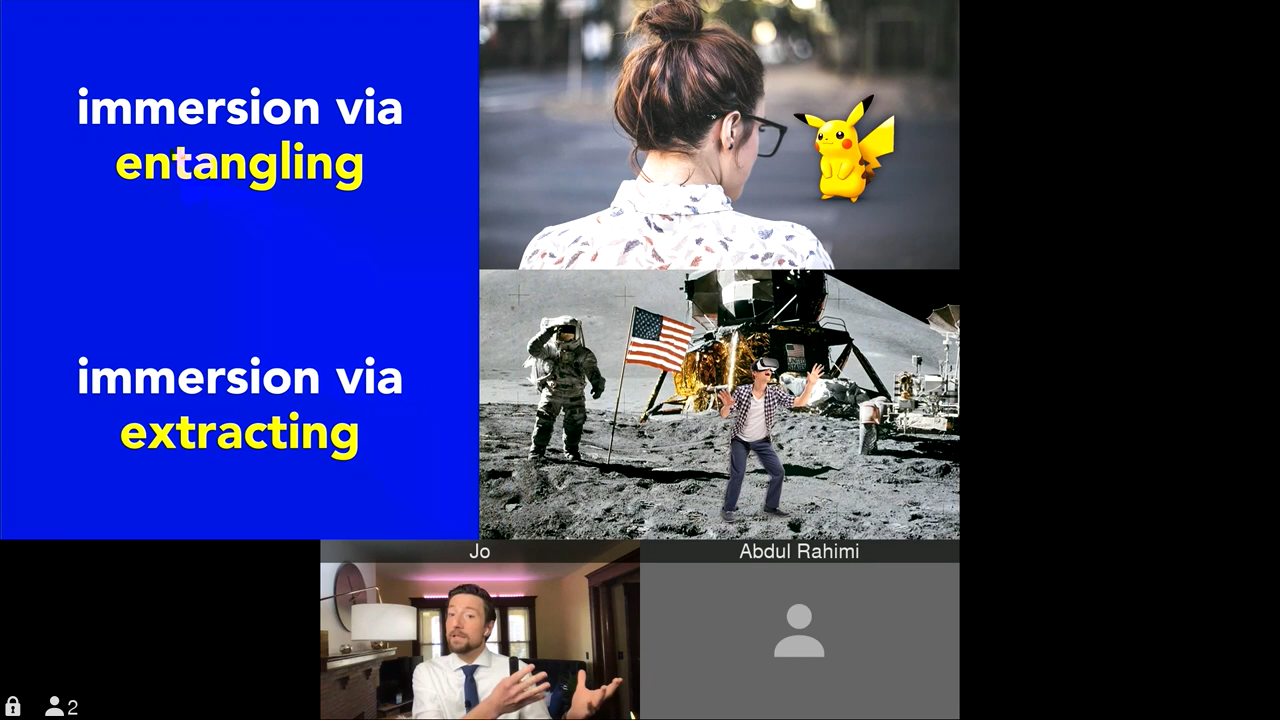 immersion via
entangling
immersion via
extracting
Jo
Abdul Rahimi
2